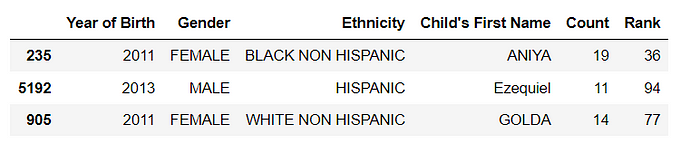 Year of Birth Gender Ethnicity Child's First Name Count Rank
235 2011 FEMALE BLACK NON HISPANIC ANIYA 19 36
5192 2013 MALE HISPANIC Ezequiel 11 94
905 2011 FEMALE WHITE NON HISPANIC GOLDA 14 77